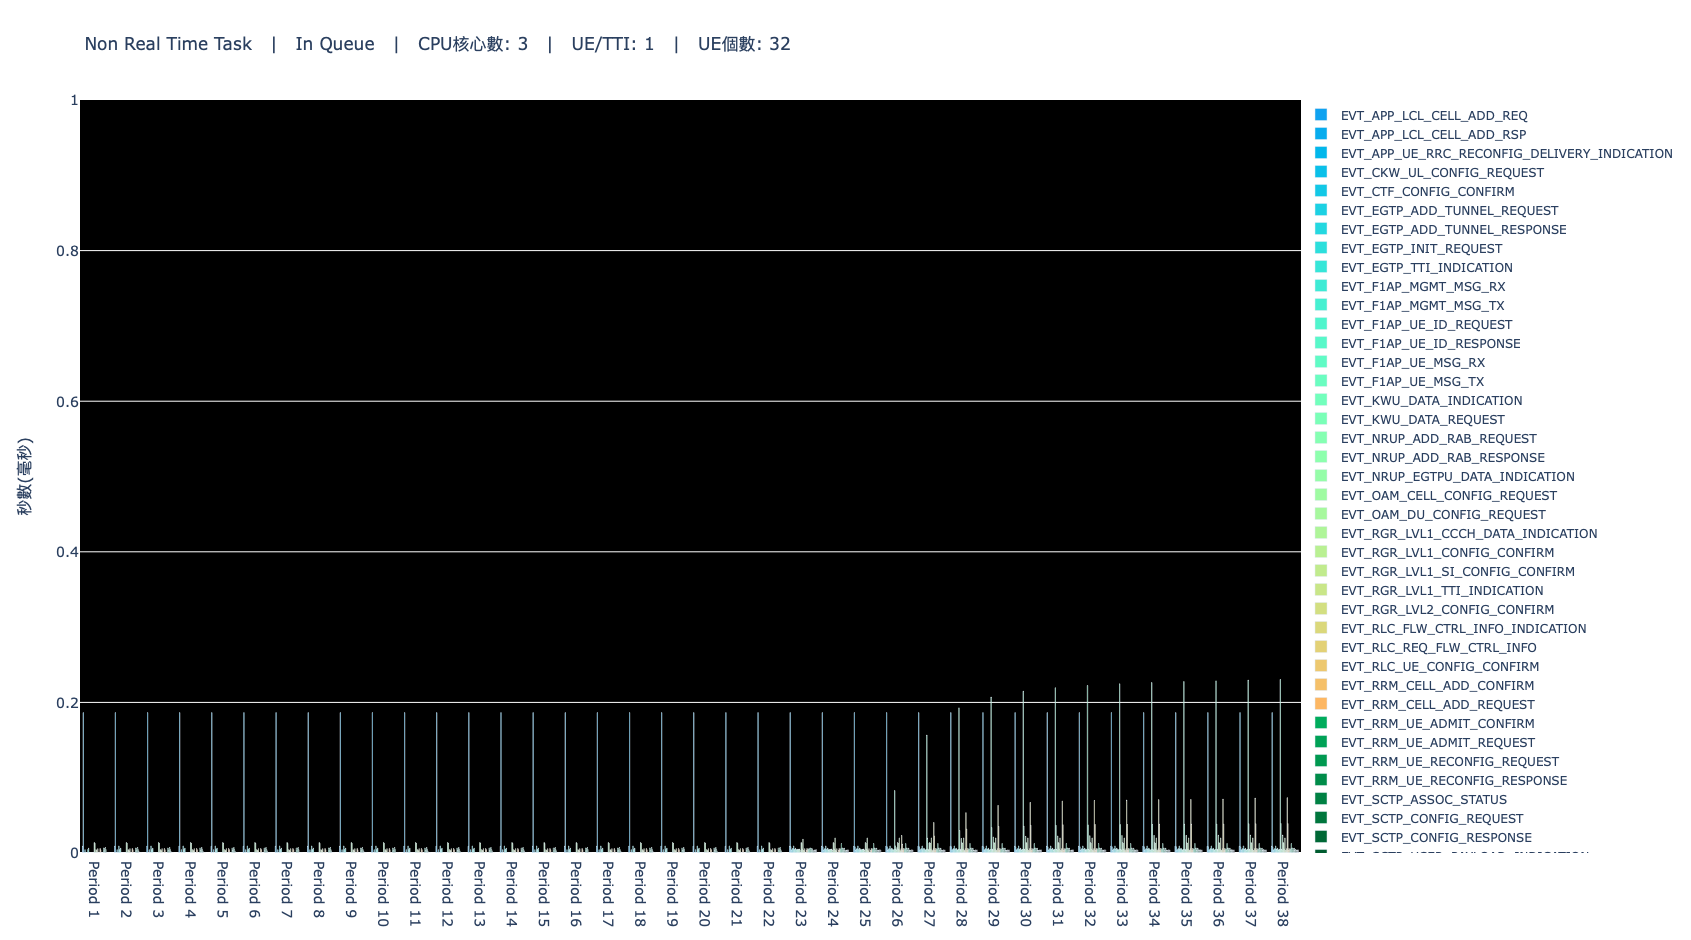 Non Real Time Task | In Queue | CPU核心數: 3 | UE/TTI: 1 | UE個數: 32
1
0.8
0.6
0.4
0.2
0
秒數(毫秒)
Period 1
Period 2
Period 3
Period 4
Period 5
Period 6
Period 7
Period 8
Period 9
Period 10
Period 11
Period 12
Period 13
Period 14
Period 15
Period 16
Period 17
Period 18
Period 19
Period 20
Period 21
Period 22
Period 23
Period 24
Period 25
Period 26
Period 27
Period 28
Period 29
Period 30
Period 31
Period 32
Period 33
Period 34
Period 35
Period 36
Period 37
Period 38
EVT_APP_LCL_CELL_ADD_REQ
EVT_APP_LCL_CELL_ADD_RSP
EVT_APP_UE_RRC_RECONFIG_DELIVERY_INDICATION
EVT_CKW_UL_CONFIG_REQUEST
EVT_CTF_CONFIG_CONFIRM
EVT_EGTP_ADD_TUNNEL_REQUEST
EVT_EGTP_ADD_TUNNEL_RESPONSE
EVT_EGTP_INIT_REQUEST
EVT_EGTP_TTI_INDICATION
EVT_F1AP_MGMT_MSG_RX
EVT_F1AP_MGMT_MSG_TX
EVT_F1AP_UE_ID_REQUEST
EVT_F1AP_UE_ID_RESPONSE
EVT_F1AP_UE_MSG_RX
EVT_F1AP_UE_MSG_TX
EVT_KWU_DATA_INDICATION
EVT_KWU_DATA_REQUEST
EVT_NRUP_ADD_RAB_REQUEST
EVT_NRUP_ADD_RAB_RESPONSE
EVT_NRUP_EGTPU_DATA_INDICATION
EVT_OAM_CELL_CONFIG_REQUEST
EVT_OAM_DU_CONFIG_REQUEST
EVT_RGR_LVL1_CCCH_DATA_INDICATION
EVT_RGR_LVL1_CONFIG_CONFIRM
EVT_RGR_LVL1_SI_CONFIG_CONFIRM
EVT_RGR_LVL1_TTI_INDICATION
EVT_RGR_LVL2_CONFIG_CONFIRM
EVT_RLC_FLW_CTRL_INFO_INDICATION
EVT_RLC_REQ_FLW_CTRL_INFO
EVT_RLC_UE_CONFIG_CONFIRM
EVT_RRM_CELL_ADD_CONFIRM
EVT_RRM_CELL_ADD_REQUEST
EVT_RRM_UE_ADMIT_CONFIRM
EVT_RRM_UE_ADMIT_REQUEST
EVT_RRM_UE_RECONFIG_REQUEST
EVT_RRM_UE_RECONFIG_RESPONSE
EVT_SCTP_ASSOC_STATUS
EVT_SCTP_CONFIG_REQUEST
EVT_SCTP_CONFIG_RESPONSE